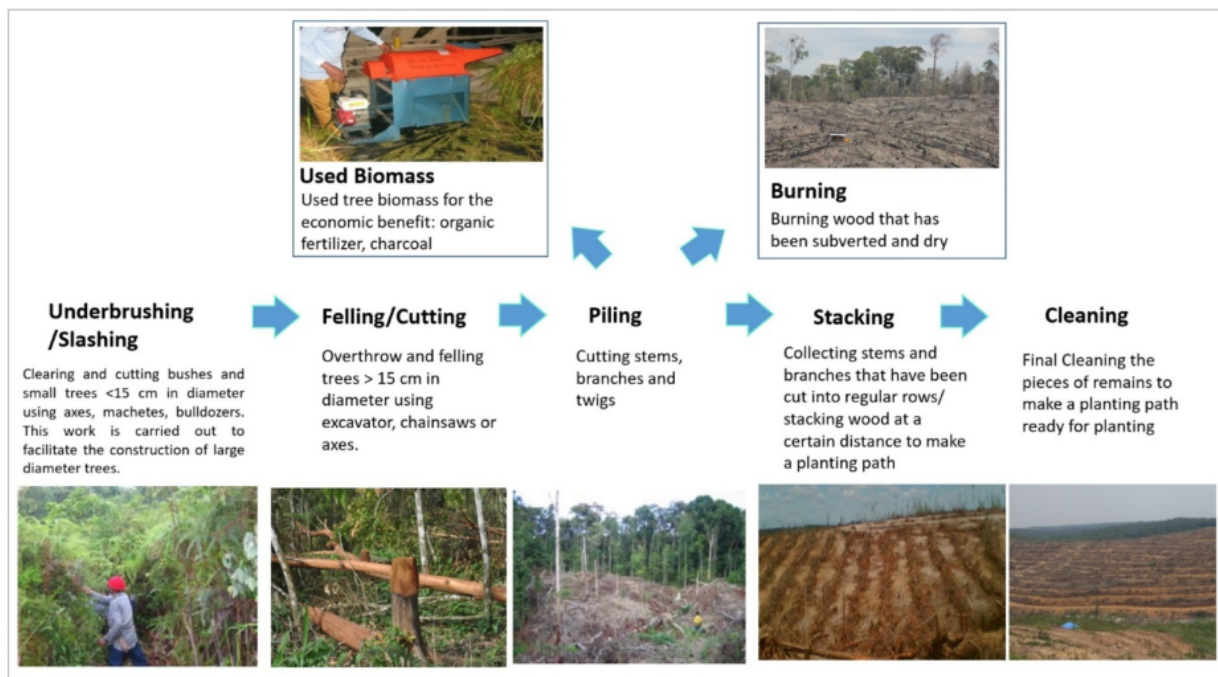 Used Biomass
Used tree biomass for the
economic benefit: organic
fertilizer, charcoal
Burning
Burning wood that has
been subverted and dry
Underbrushing
/Slashing
Clearing and cutting bushes and
small trees <15 cm in diameter
using axes, machetes, bulldozers.
This work is carried out to
facilitate the construction of large
diameter trees.
Felling/Cutting
Overthrow and felling
trees > 15 cm in
diameter using
excavator, chainsaws or
axes.
Piling
Cutting stems,
branches and
twigs
Stacking
Collecting stems and
branches that have been
cut into regular rows/
stacking wood at a
certain distance to make
a planting path
Cleaning
Final Cleaning the
pieces of remains to
make a planting path
ready for planting